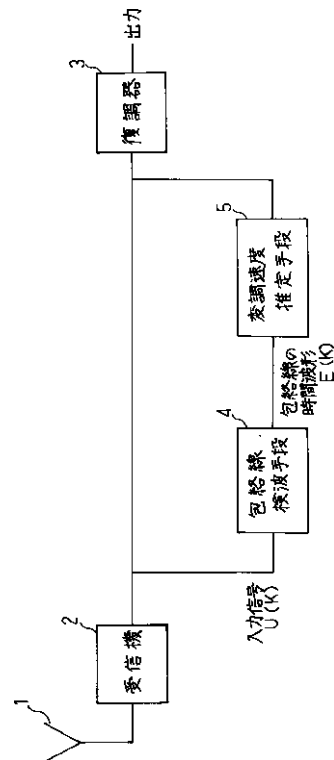 1
2
受信機
3
復調器
出力
入力信号
U(K)
4
包絡線
検波手段
包絡線の
時間波形
E(K)
5
変調速度
推定手段